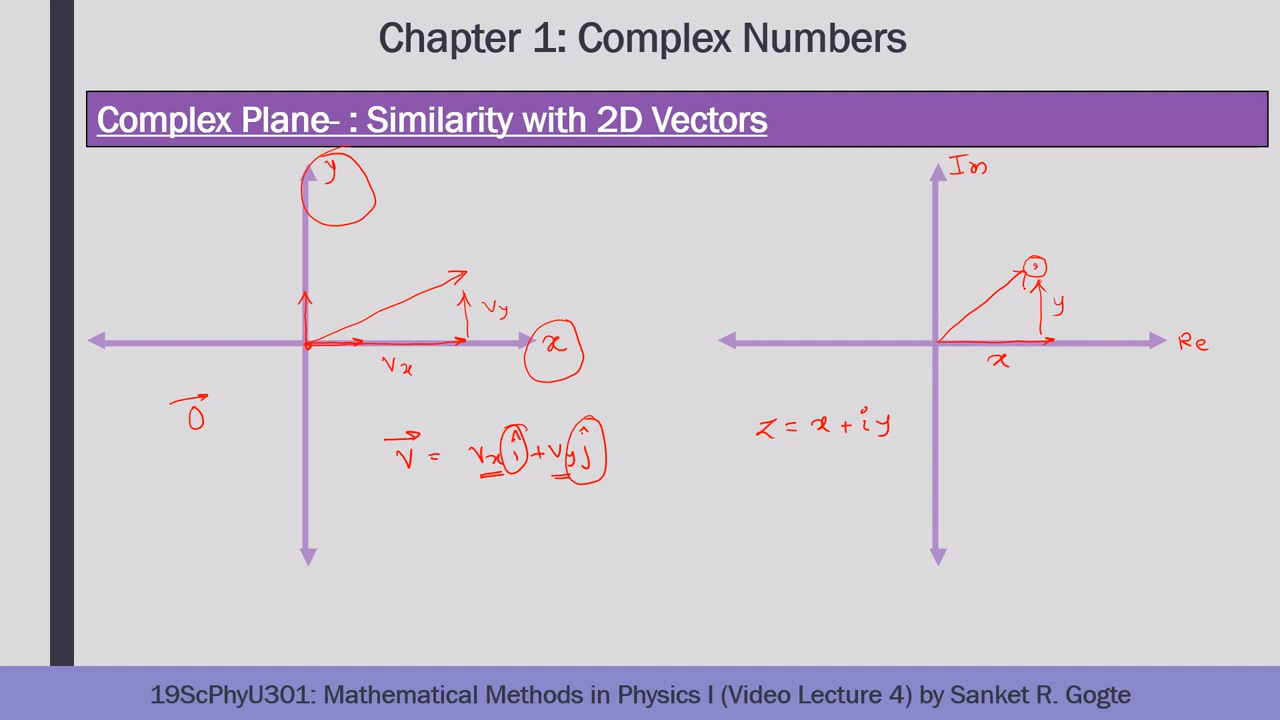 Chapter 1: Complex Numbers
Complex Plane- : Similarity with 2D Vectors
y
Im
Vy
y
x
Re
Vx
x
0⃗
V⃗ = Vx î + Vy ĵ
Z = x + iy
19ScPhyU301: Mathematical Methods in Physics I (Video Lecture 4) by Sanket R. Gogte